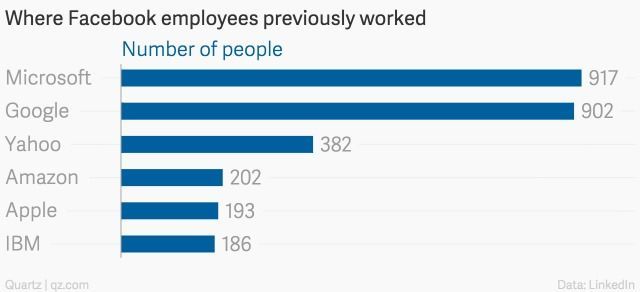 Where Facebook employees previously worked
Number of people
Microsoft 917
Google 902
Yahoo 382
Amazon 202
Apple 193
IBM 186
Quartz | qz.com Data: LinkedIn